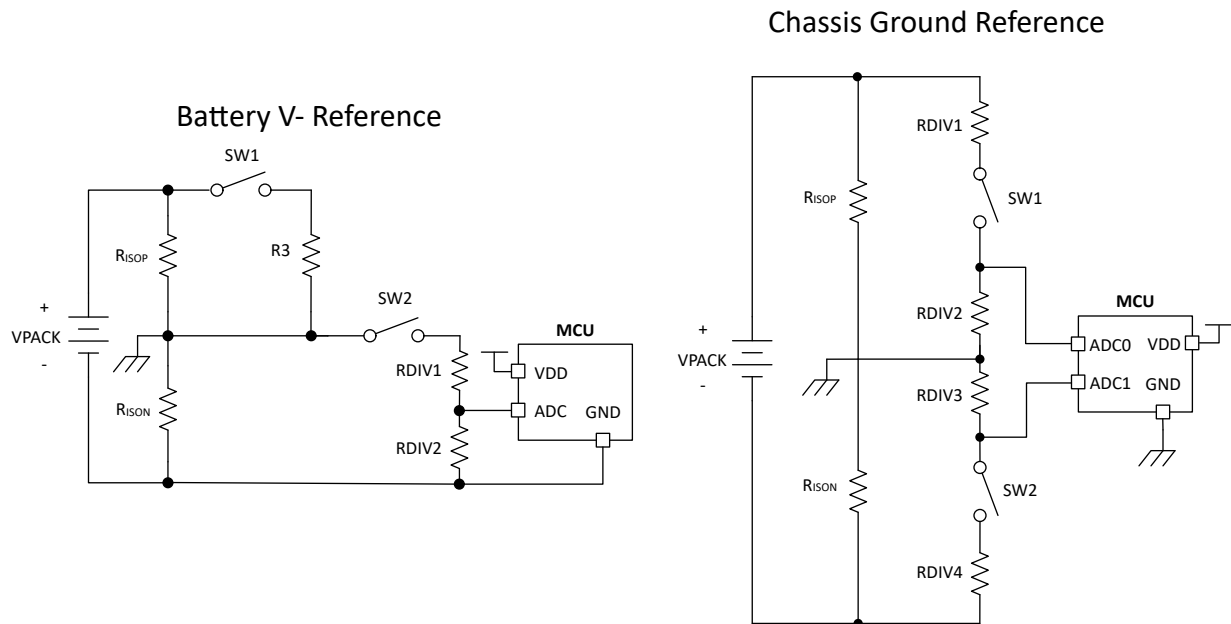 Chassis Ground Reference
Battery V- Reference
SW1
RISOP
R3
SW2
+
VPACK
-
MCU
VDD
RDIV1
ADC
GND
RISON
RDIV2
RDIV1
RISOP
SW1
RDIV2
MCU
+
VPACK
-
ADC0
VDD
ADC1
GND
RDIV3
RISON
SW2
RDIV4